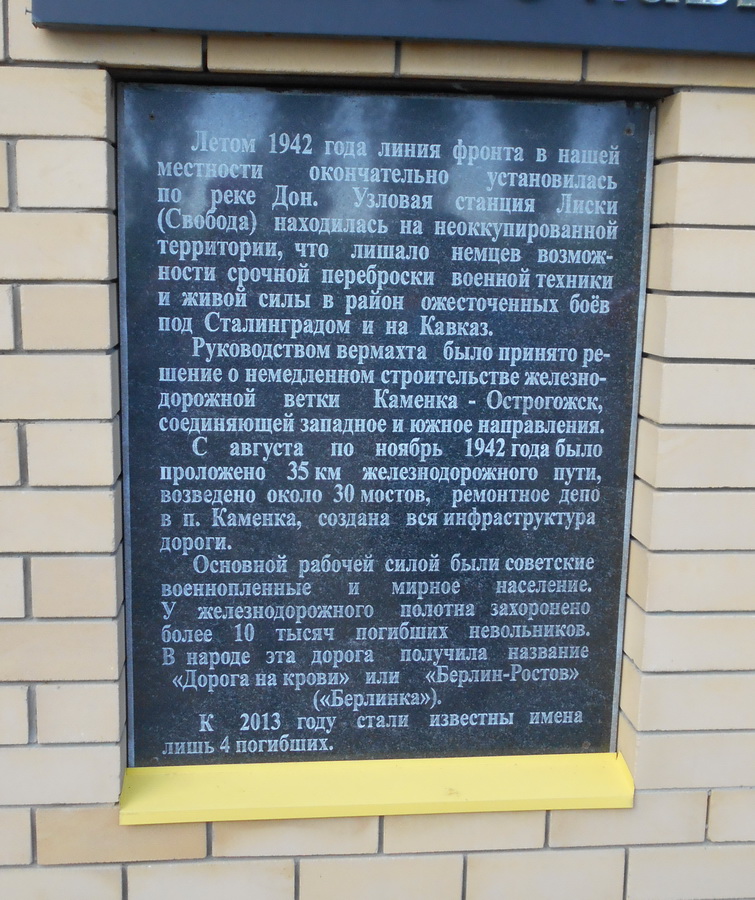 Летом 1942 года линия фронта в нашей
местности окончательно установилась
по реке Дон. Узловая станция Лиски
(Свобода) находилась на неоккупированной
территории, что лишало немцев возмож-
ности срочной переброски военной техники
и живой силы в район ожесточенных боёв
под Сталинградом и на Кавказ.
Руководством вермахта было принято ре-
шение о немедленном строительстве железно-
дорожной ветки Каменка - Острогожск,
соединяющей западное и южное направления.
С августа по ноябрь 1942 года было
проложено 35 км железнодорожного пути,
возведено около 30 мостов, ремонтное депо
в п. Каменка, создана вся инфраструктура
дороги.
Основной рабочей силой были советские
военнопленные и мирное население.
У железнодорожного полотна захоронено
более 10 тысяч погибших невольников.
В народе эта дорога получила название
«Дорога на крови» или «Берлин-Ростов»
(«Берлинка»).
К 2013 году стали известны имена
лишь 4 погибших.